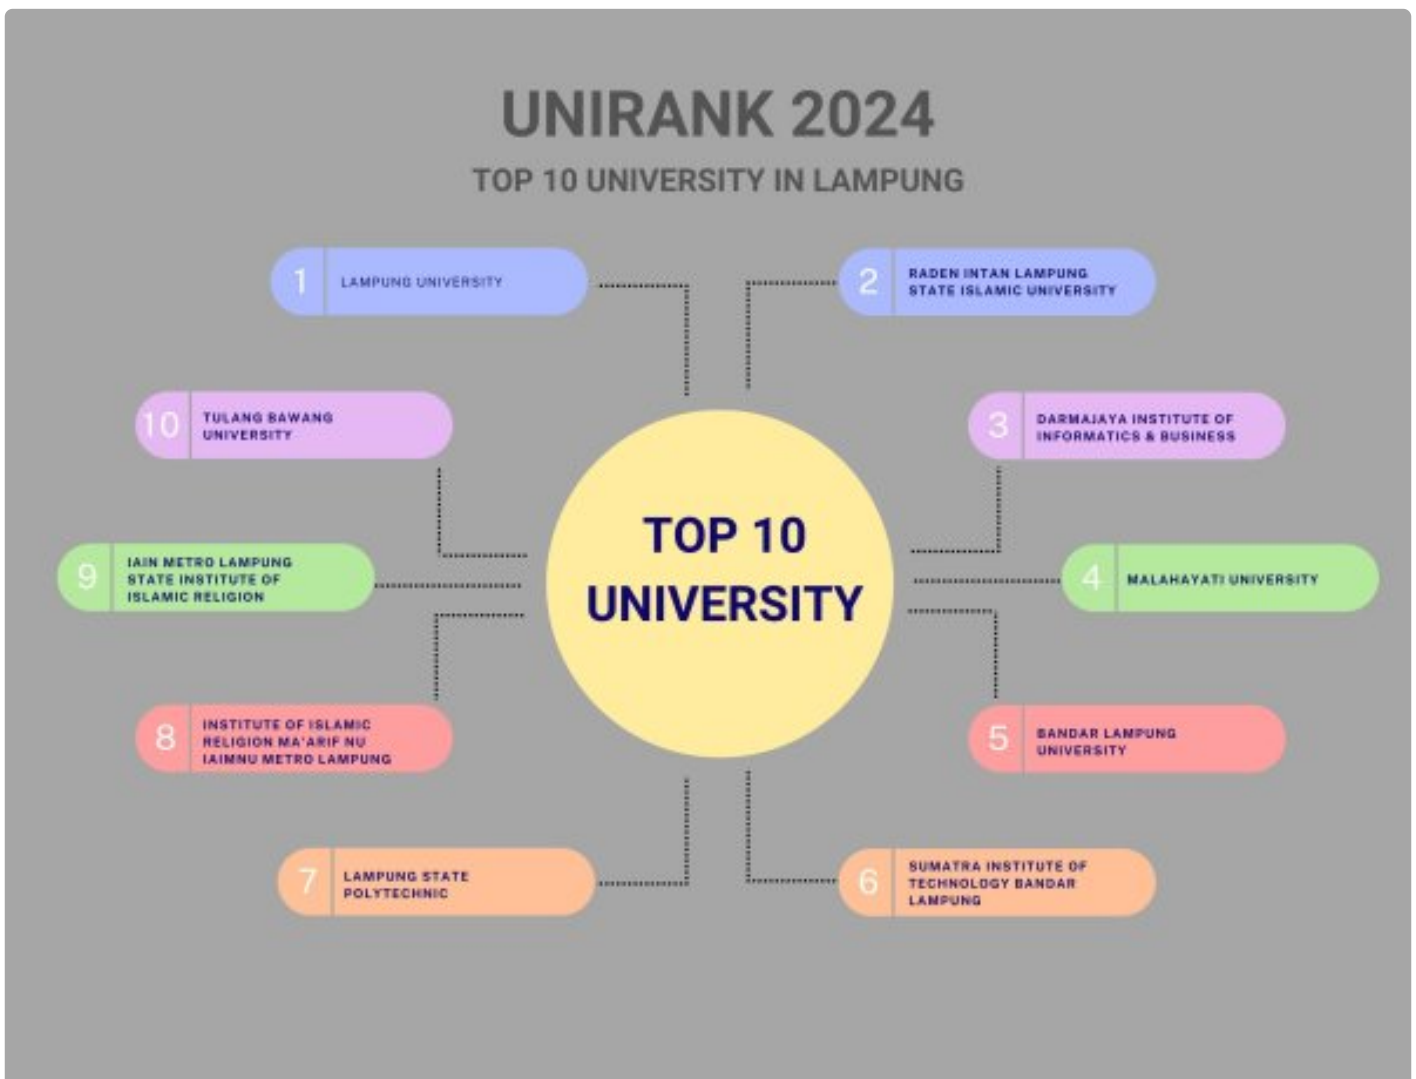 UNIRANK 2024
TOP 10 UNIVERSITY IN LAMPUNG
1 LAMPUNG UNIVERSITY
2 RADEN INTAN LAMPUNG
STATE ISLAMIC UNIVERSITY
3 DARMAJAYA INSTITUTE OF
INFORMATICS & BUSINESS
4 MALAHAYATI UNIVERSITY
5 BANDAR LAMPUNG
UNIVERSITY
6 SUMATRA INSTITUTE OF
TECHNOLOGY BANDAR
LAMPUNG
7 LAMPUNG STATE
POLYTECHNIC
8 INSTITUTE OF ISLAMIC
RELIGION MA'ARIF NU
IAIMNU METRO LAMPUNG
9 IAIN METRO LAMPUNG
STATE INSTITUTE OF
ISLAMIC RELIGION
10 TULANG BAWANG
UNIVERSITY
TOP 10
UNIVERSITY